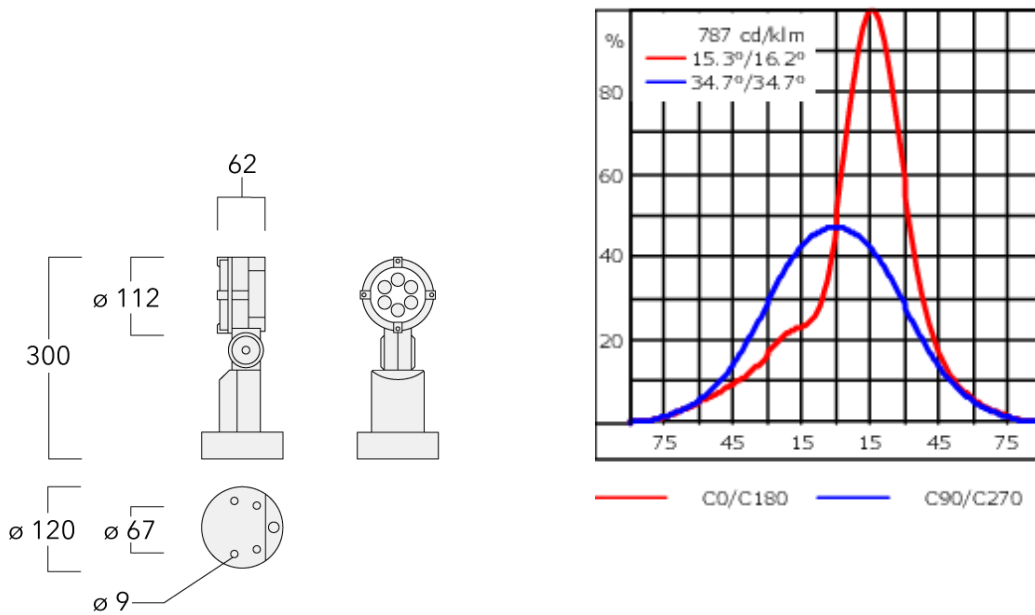 62
ø 112
300
ø 120
ø 67
ø 9
787 cd/klm
%
15.3º/16.2º
34.7º/34.7º
80
60
40
20
75 45 15 15 45 75
C0/C180 C90/C270